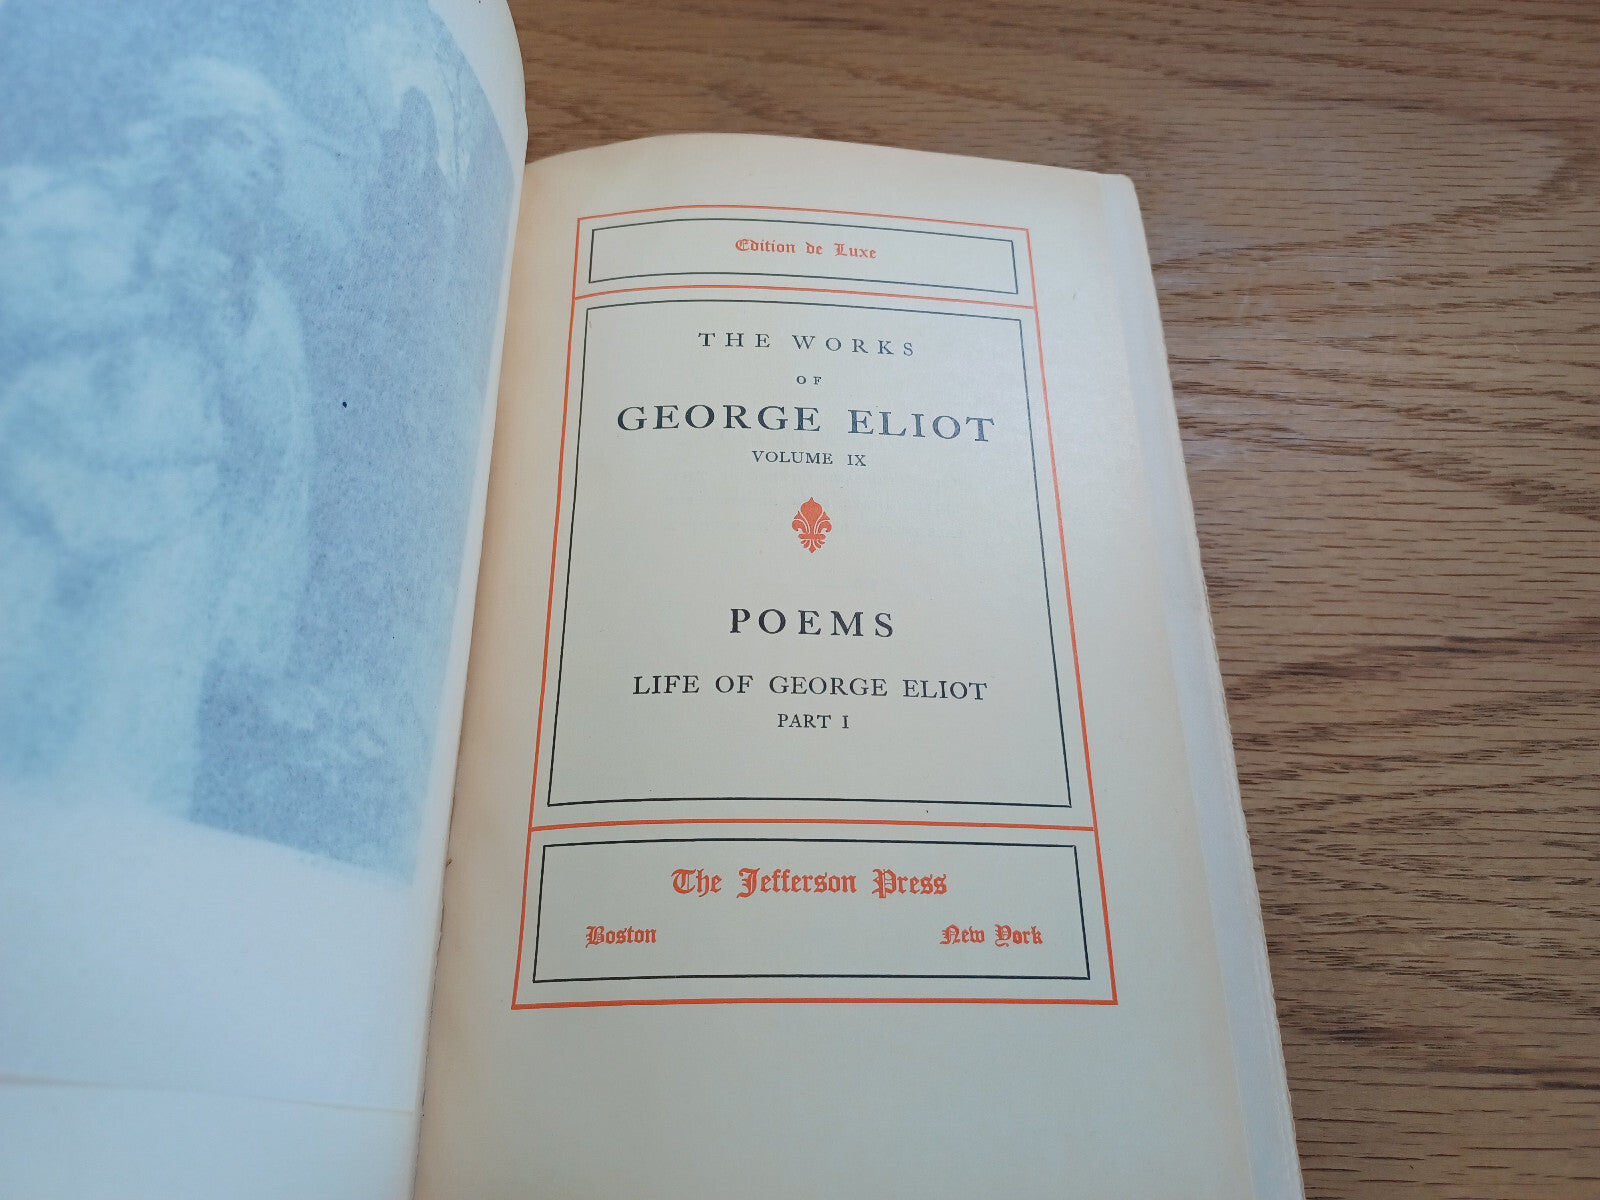 Edition de Luxe
THE WORKS
OF
GEORGE ELIOT
VOLUME IX
POEMS
LIFE OF GEORGE ELIOT
PART I
The Jefferson Press
Boston New York